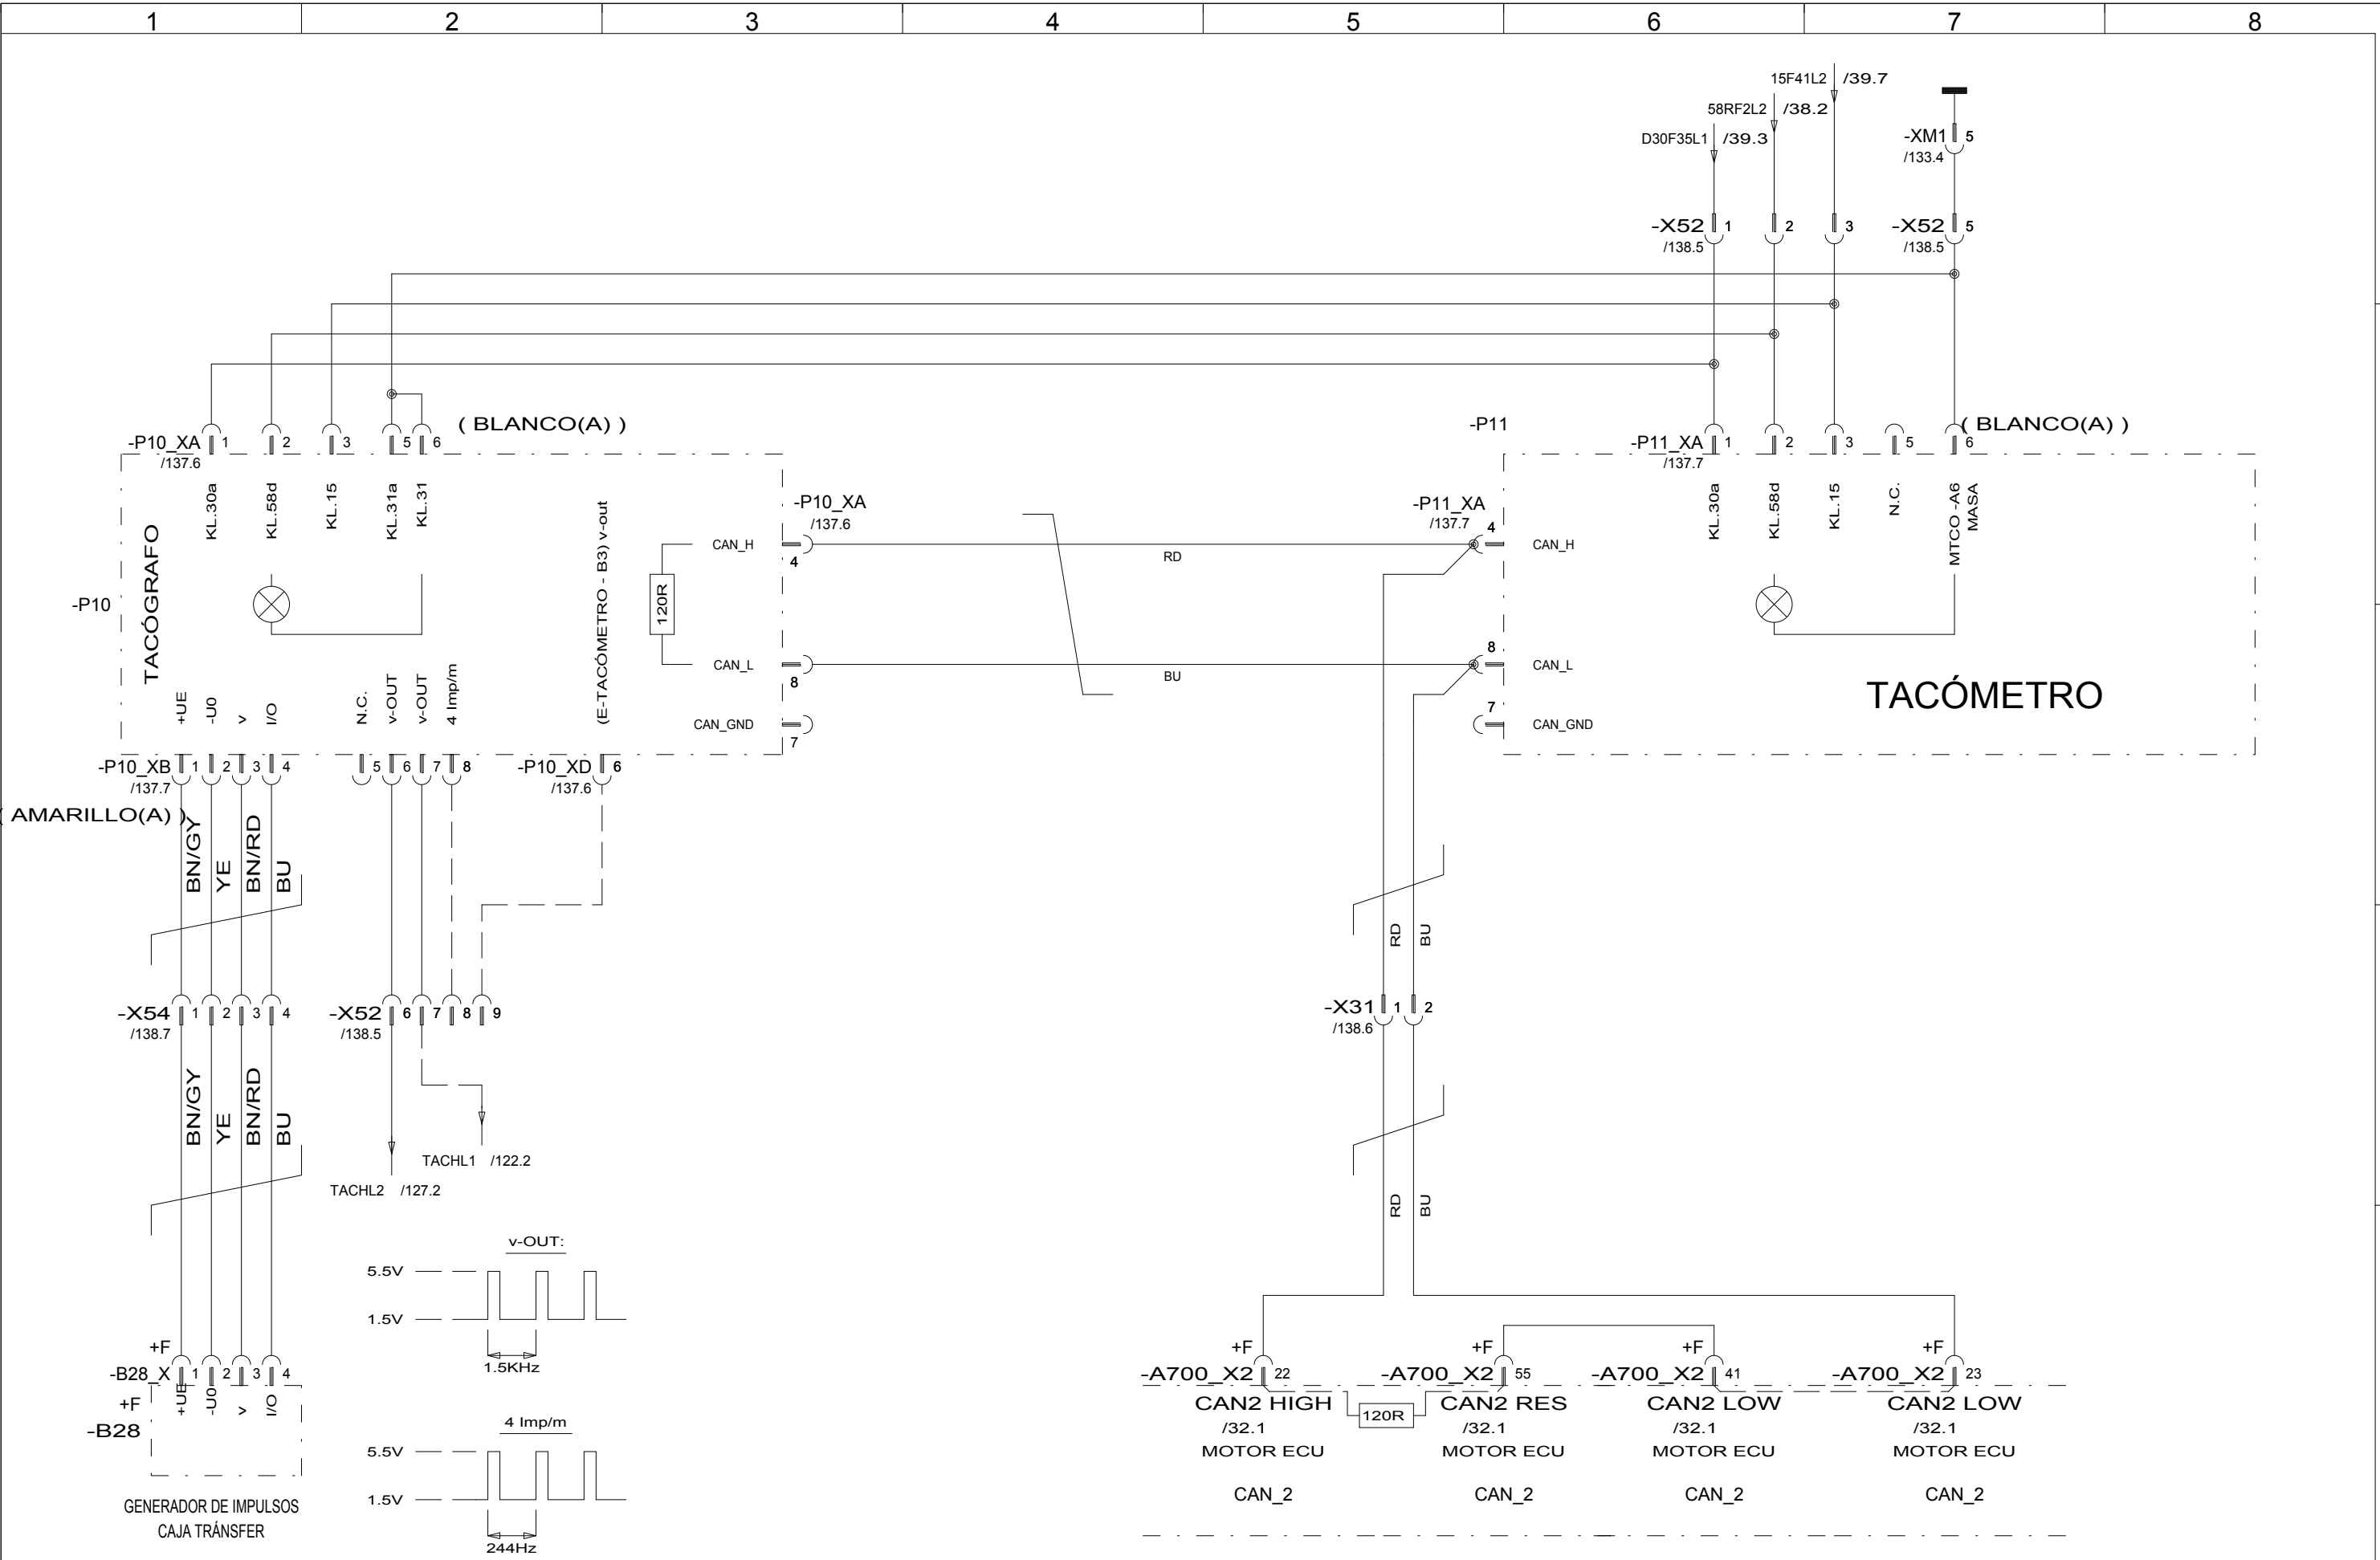 1 2 3 4 5 6 7 8
15F41L2 /39.7
58RF2L2 /38.2
D30F35L1 /39.3
-XM1 5
/133.4
-X52 1 2 3
/138.5
-X52 5
/138.5
( BLANCO(A) )
-P10_XA 1 2 3 5 6
/137.6
-P11
( BLANCO(A) )
-P11_XA 1 2 3 5 6
/137.7
KL.30a
KL.58d
KL.15
KL.31a
KL.31
TACÓGRAFO
-P10
(E-TACÓMETRO - B3) v-out
120R
CAN_H
4
CAN_L
8
CAN_GND
7
-P10_XA
/137.6
RD
BU
-P11_XA
/137.7
4
CAN_H
8
CAN_L
7
CAN_GND
KL.30a
KL.58d
KL.15
N.C.
MTCO -A6
MASA
TACÓMETRO
+UE
-U0
v
I/O
N.C.
v-OUT
v-OUT
4 Imp/m
-P10_XB 1 2 3 4 5 6 7 8
/137.7
-P10_XD 6
/137.6
( AMARILLO(A) )
BN/GY
YE
BN/RD
BU
RD
BU
-X54 1 2 3 4
/138.7
-X52 6 7 8 9
/138.5
-X31 1 2
/138.6
BN/GY
YE
BN/RD
BU
TACHL1 /122.2
TACHL2 /127.2
RD
BU
v-OUT:
5.5V
1.5V
1.5KHz
+F
-B28_X 1 2 3 4
+F
-B28
+UE
-U0
v
I/O
GENERADOR DE IMPULSOS
CAJA TRÁNSFER
4 Imp/m
5.5V
1.5V
244Hz
+F
-A700_X2 22
CAN2 HIGH
/32.1
MOTOR ECU
CAN_2
120R
+F
-A700_X2 55
CAN2 RES
/32.1
MOTOR ECU
CAN_2
+F
-A700_X2 41
CAN2 LOW
/32.1
MOTOR ECU
CAN_2
+F
-A700_X2 23
CAN2 LOW
/32.1
MOTOR ECU
CAN_2